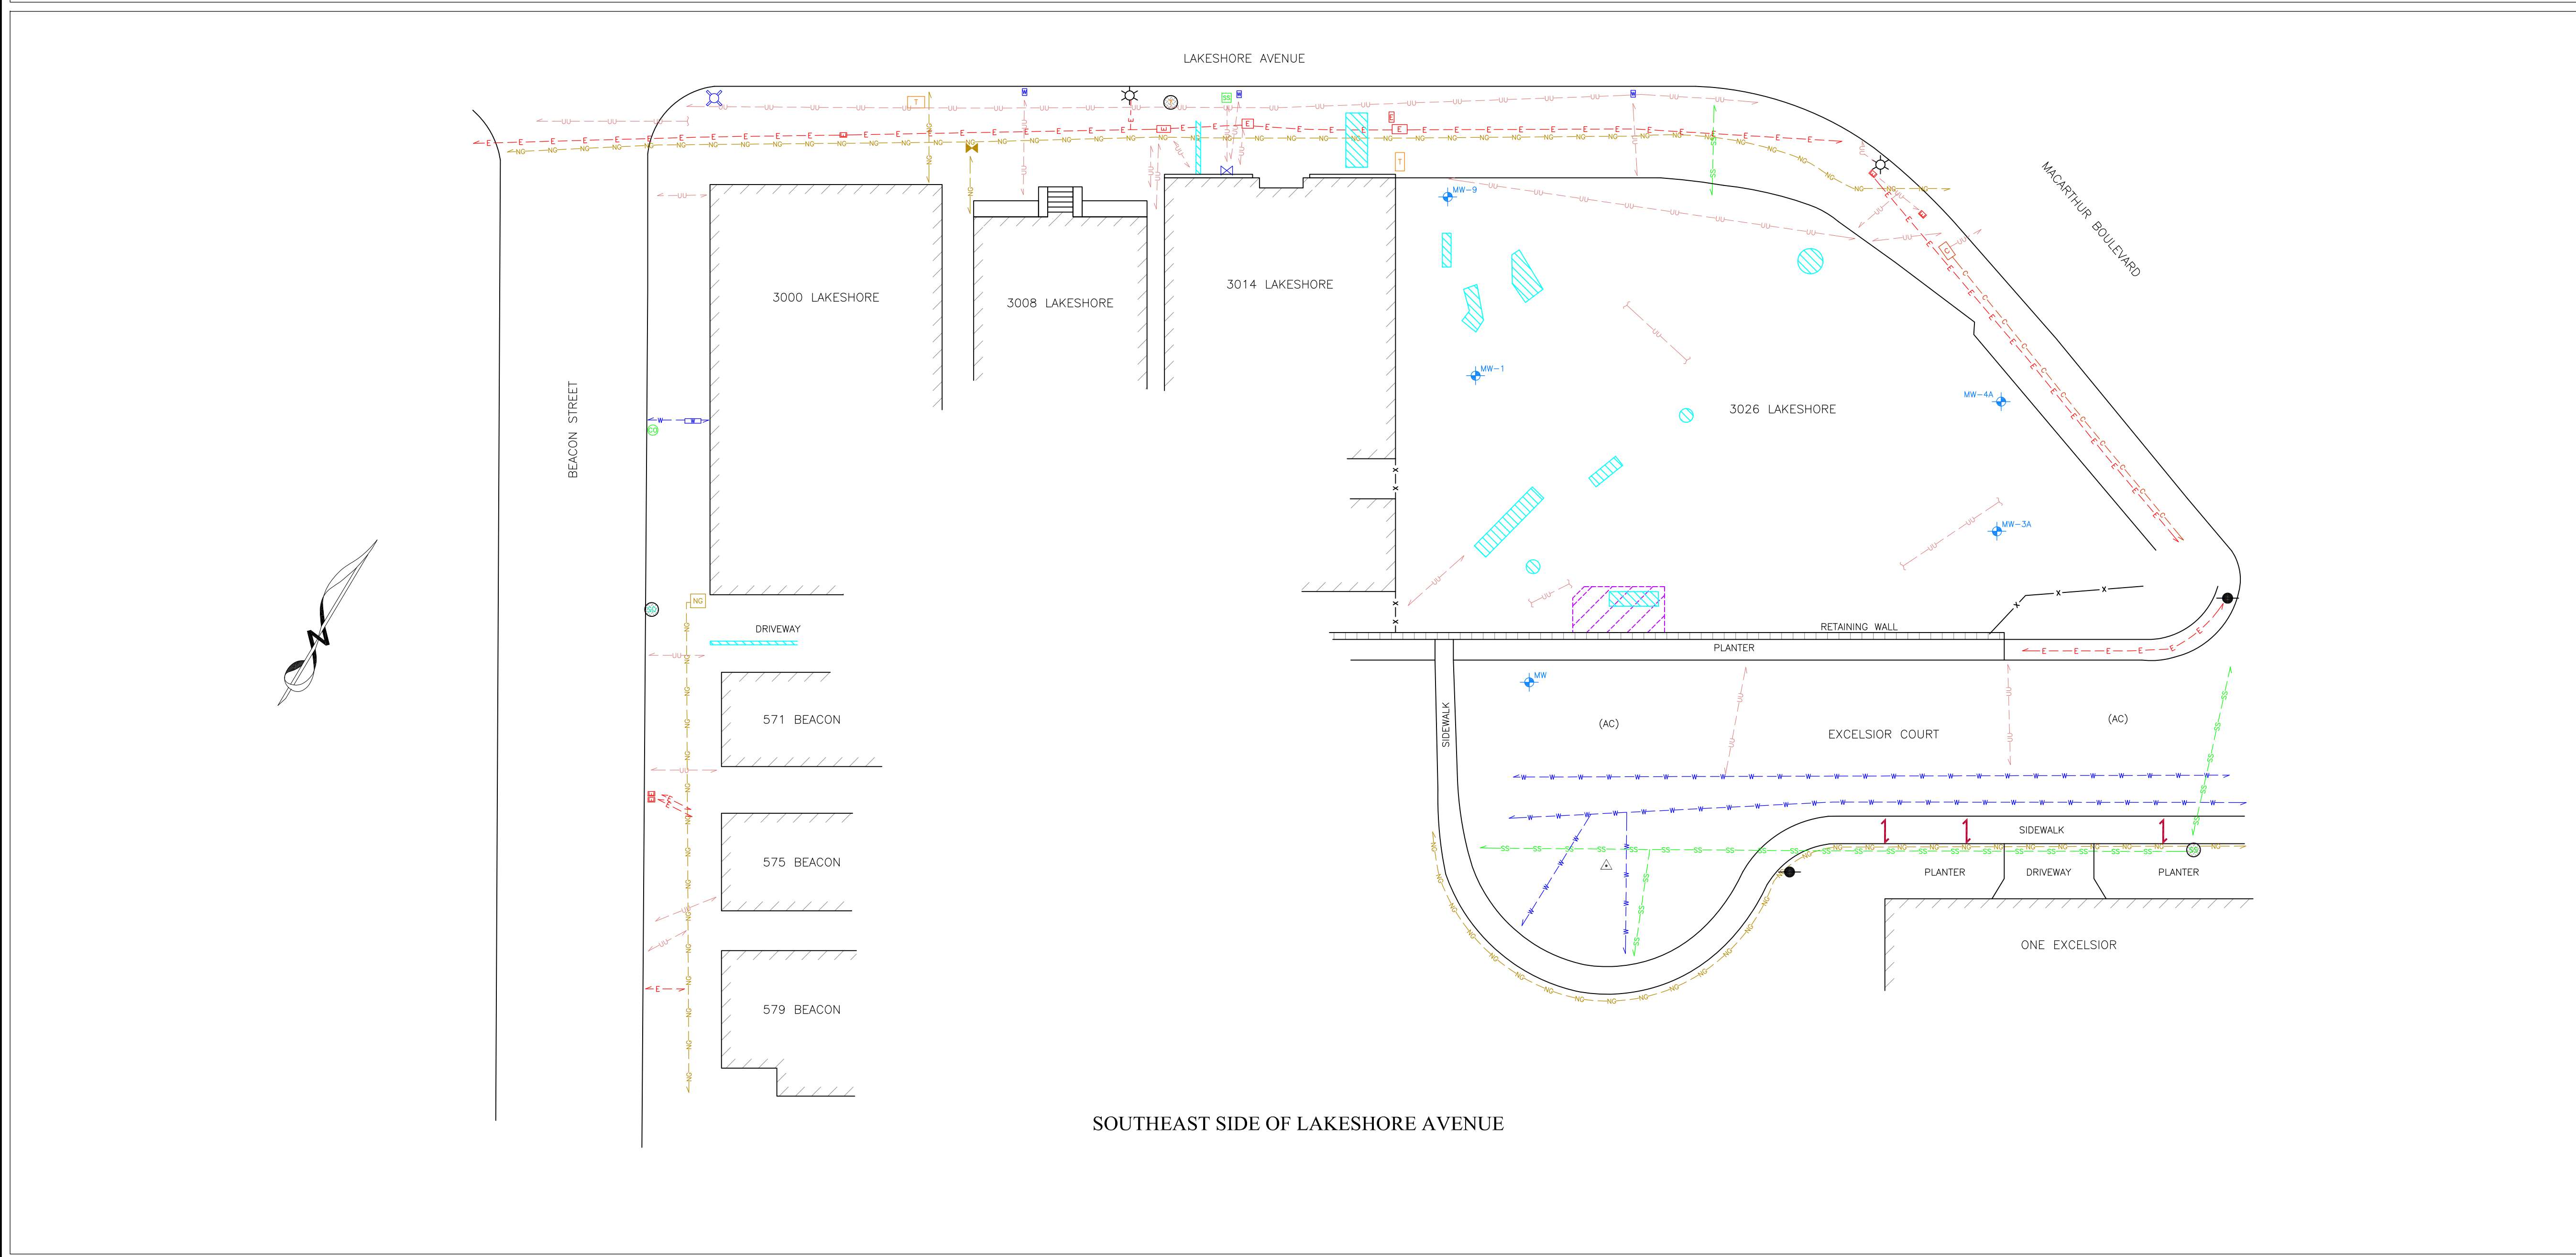 LAKESHORE AVENUE
MACARTHUR BOULEVARD
BEACON STREET
MW-9
3000 LAKESHORE
3008 LAKESHORE
3014 LAKESHORE
MW-1
MW-4A
3026 LAKESHORE
MW-3A
N
NG
DRIVEWAY
RETAINING WALL
PLANTER
MW
SIDEWALK
(AC)
(AC)
571 BEACON
EXCELSIOR COURT
SIDEWALK
575 BEACON
PLANTER
DRIVEWAY
PLANTER
ONE EXCELSIOR
579 BEACON
SOUTHEAST SIDE OF LAKESHORE AVENUE